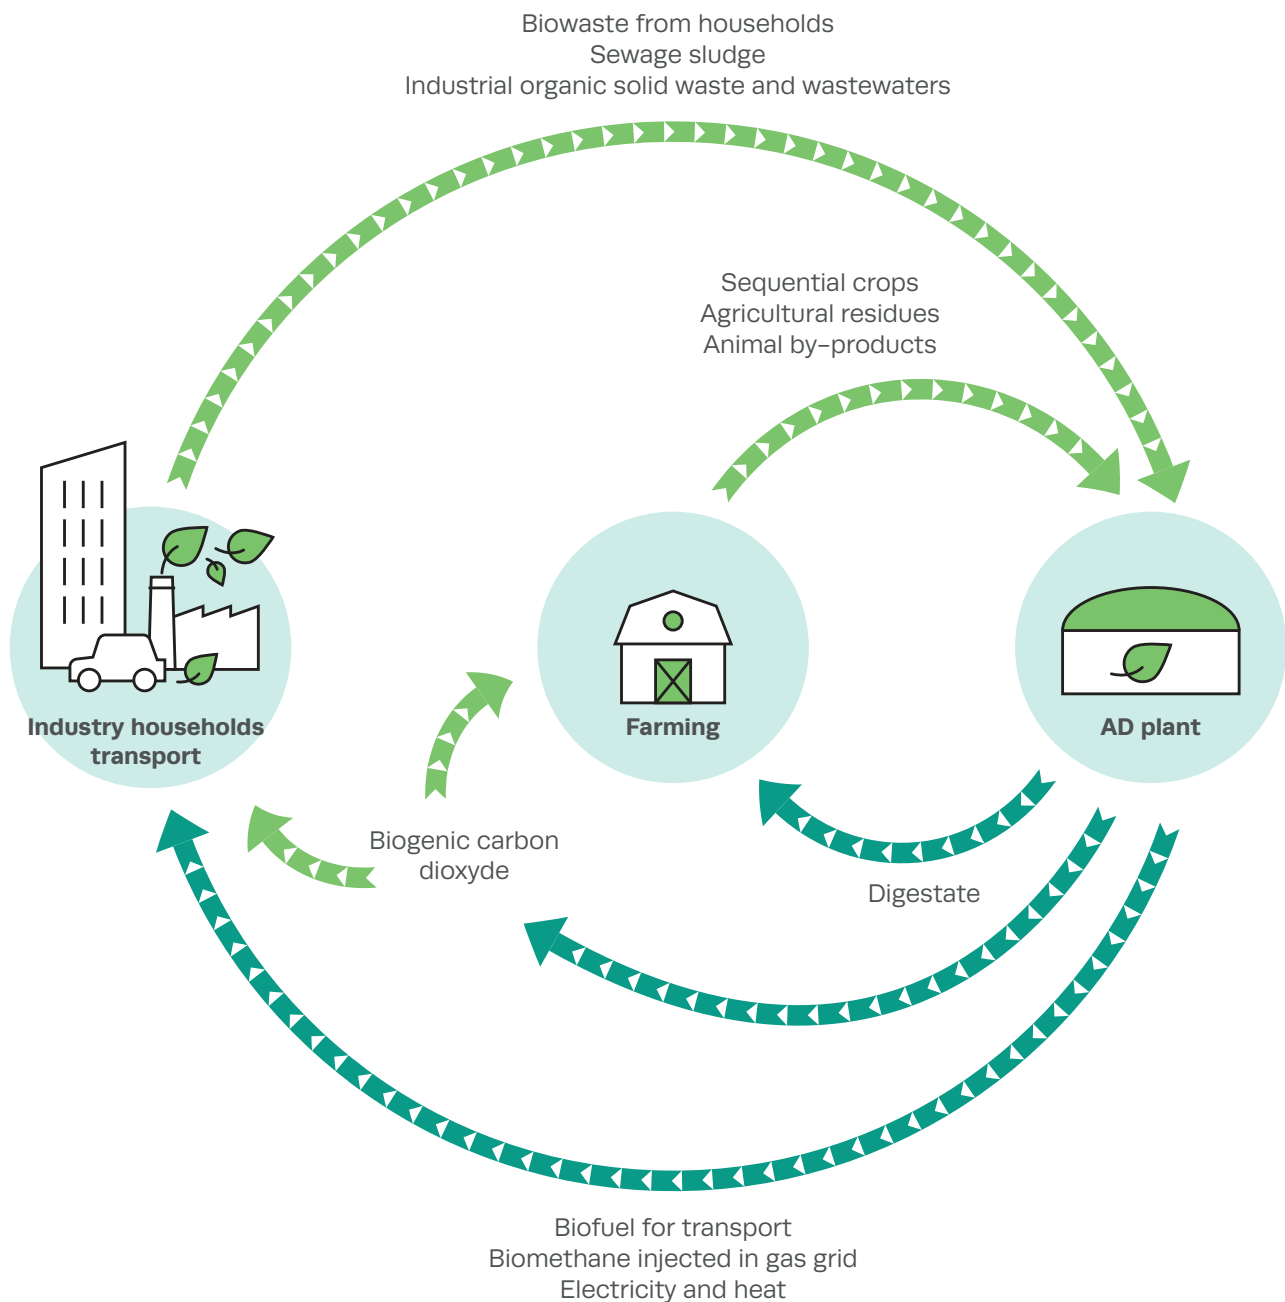 Biowaste from households
Sewage sludge
Industrial organic solid waste and wastewaters
Sequential crops
Agricultural residues
Animal by-products
Industry households
transport
Farming
AD plant
Biogenic carbon
dioxyde
Digestate
Biofuel for transport
Biomethane injected in gas grid
Electricity and heat